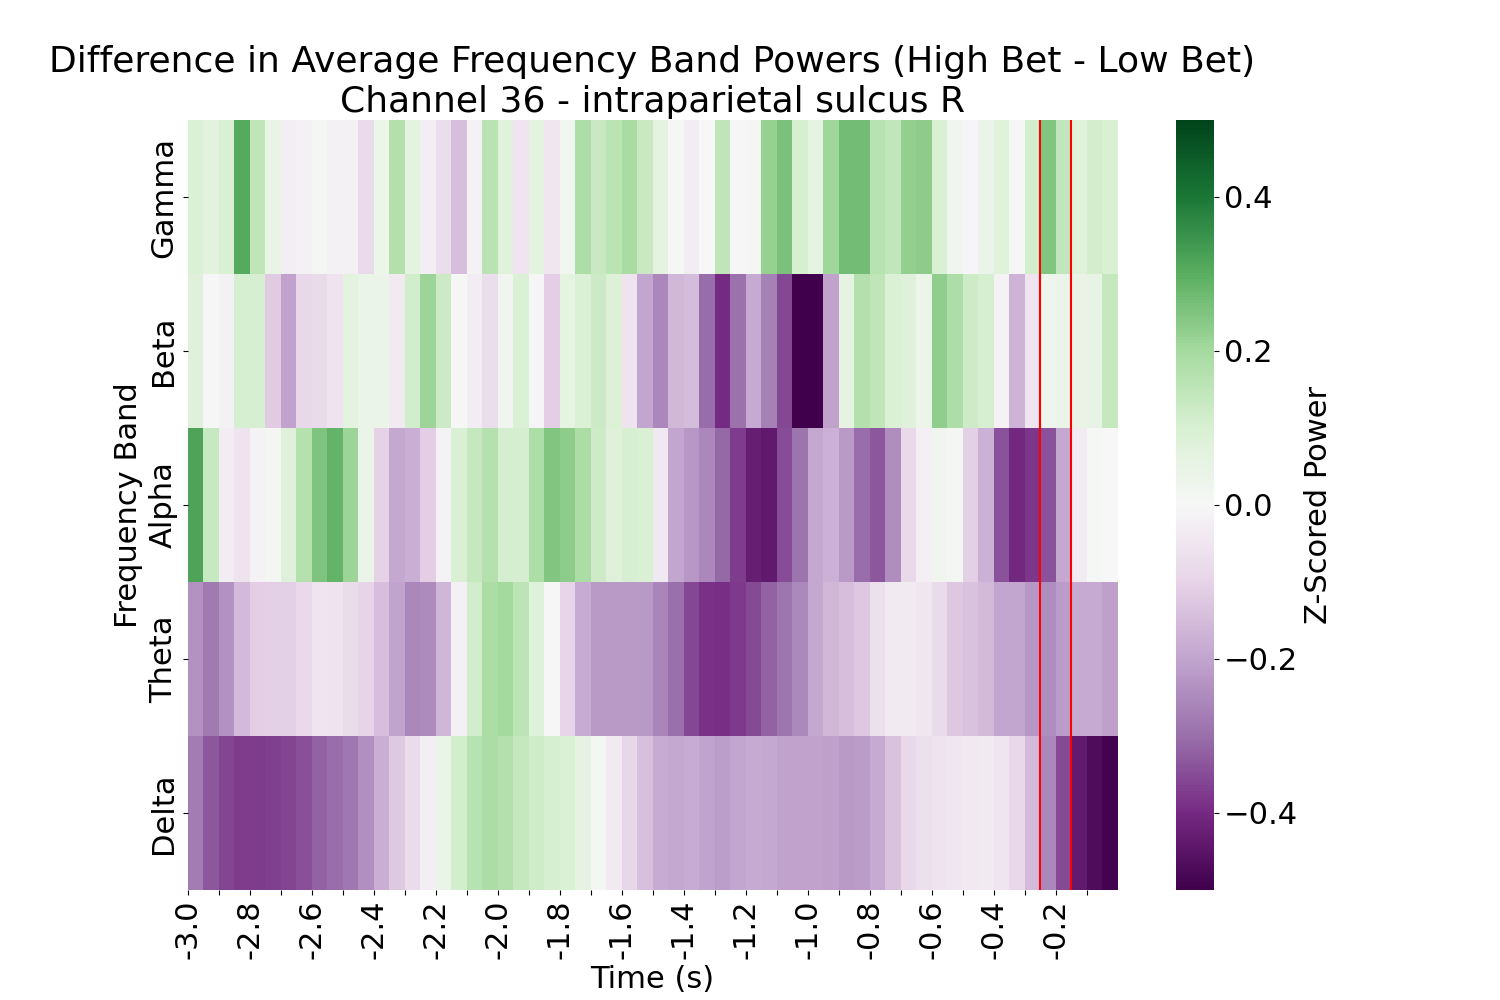 Difference in Average Frequency Band Powers (High Bet - Low Bet)
Channel 36 - intraparietal sulcus R
Frequency Band
Gamma
Beta
Alpha
Theta
Delta
-3.0
-2.8
-2.6
-2.4
-2.2
-2.0
-1.8
-1.6
-1.4
-1.2
-1.0
-0.8
-0.6
-0.4
-0.2
Time (s)
0.4
0.2
0.0
−0.2
−0.4
Z-Scored Power